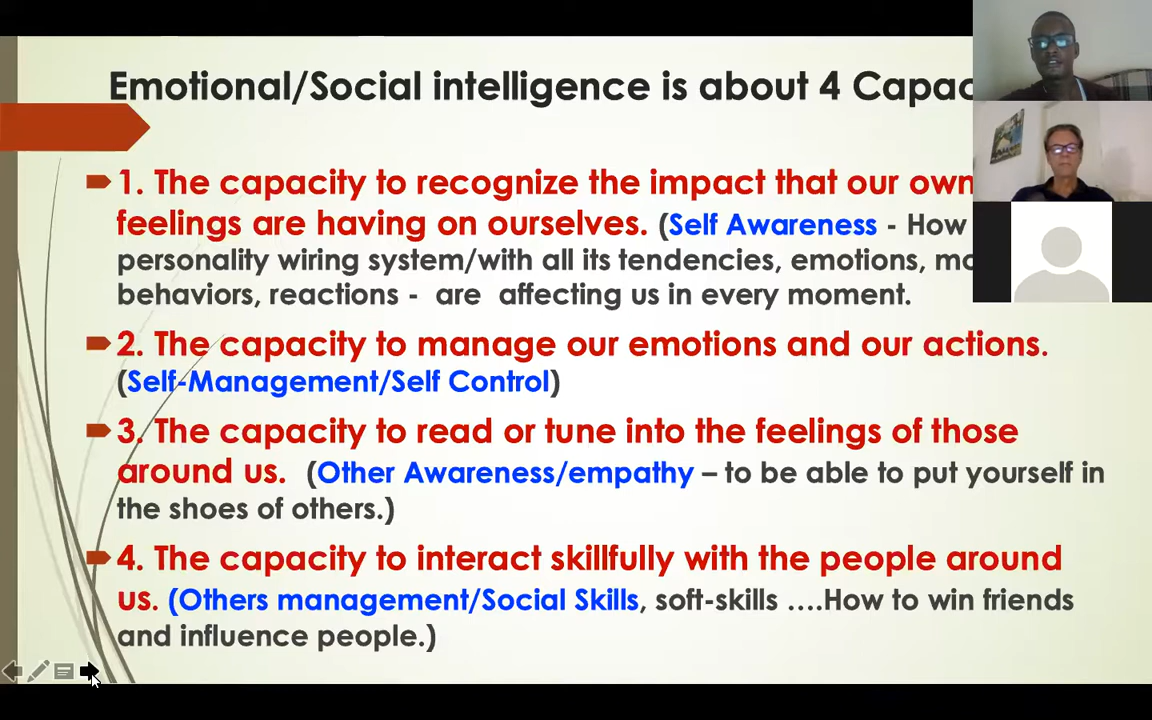 Emotional/Social intelligence is about 4
1. The capacity to recognize the impact that our own
feelings are having on ourselves. (Self Awareness - How
personality wiring system/with all its tendencies, emotions,
behaviors, reactions - are affecting us in every moment.
2. The capacity to manage our emotions and our actions.
(Self-Management/Self Control)
3. The capacity to read or tune into the feelings of those
around us. (Other Awareness/empathy – to be able to put yourself in
the shoes of others.)
4. The capacity to interact skillfully with the people around
us. (Others management/Social Skills, soft-skills ….How to win friends
and influence people.)